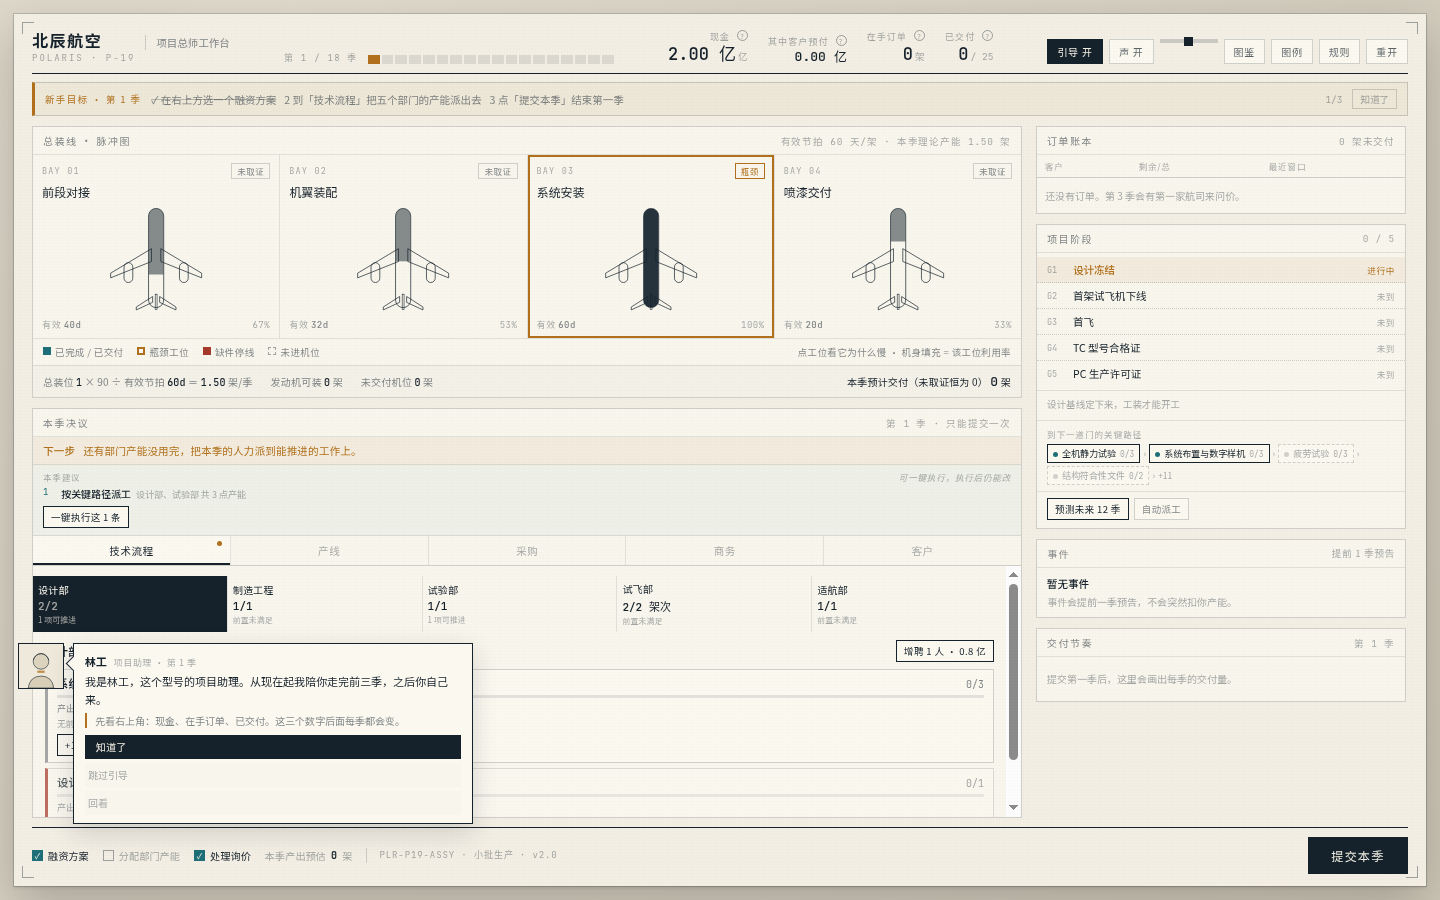 北辰航空
POLARIS · P-19
项目总师工作台
第 1 / 18 季
现金 ?
2.00 亿 亿
其中客户预付 ?
0.00 亿
在手订单 ?
0 架
已交付 ?
0 / 25
引导 开
声 开
图鉴
图例
规则
重开
新手目标 · 第 1 季 ✓ 在右上方选一个融资方案 2 到「技术流程」把五个部门的产能派出去 3 点「提交本季」结束第一季
1/3
知道了
总装线 · 脉冲图
有效节拍 60 天/架 · 本季理论产能 1.50 架
BAY 01 未取证
前段对接
有效 40d 67%
BAY 02 未取证
机翼装配
有效 32d 53%
BAY 03 瓶颈
系统安装
有效 60d 100%
BAY 04 未取证
喷漆交付
有效 20d 33%
已完成 / 已交付 瓶颈工位 缺件停线 未进机位
点工位看它为什么慢 · 机身填充 = 该工位利用率
总装位 1 × 90 ÷ 有效节拍 60d = 1.50 架/季 发动机可装 0 架 未交付机位 0 架
本季预计交付（未取证恒为 0） 0 架
本季决议
第 1 季 · 只能提交一次
下一步 还有部门产能没用完，把本季的人力派到能推进的工作上。
本季建议
可一键执行，执行后仍能改
1 按关键路径派工 设计部、试验部 共 3 点产能
一键执行这 1 条
技术流程
产线
采购
商务
客户
设计部
2/2
1 项可推进
制造工程
1/1
前置未满足
试验部
1/1
1 项可推进
试飞部
2/2 架次
前置未满足
适航部
1/1
前置未满足
增聘 1 人 · 0.8 亿
0/3
0/1
林工 项目助理 · 第 1 季
我是林工，这个型号的项目助理。从现在起我陪你走完前三季，之后你自己
来。
先看右上角：现金、在手订单、已交付。这三个数字后面每季都会变。
知道了
跳过引导
回看
订单账本
0 架未交付
客户 剩余/总 最近窗口
还没有订单。第 3 季会有第一家航司来问价。
项目阶段
0 / 5
G1 设计冻结 进行中
G2 首架试飞机下线 未到
G3 首飞 未到
G4 TC 型号合格证 未到
G5 PC 生产许可证 未到
设计基线定下来，工装才能开工
到下一道门的关键路径
全机静力试验 0/3 › 系统布置与数字样机 0/3 › 疲劳试验 0/3 ›
结构符合性文件 0/2 › +11
预测未来 12 季
自动派工
事件
提前 1 季预告
暂无事件
事件会提前一季预告，不会突然扣你产能。
交付节奏
第 1 季
提交第一季后，这里会画出每季的交付量。
✓ 融资方案 分配部门产能 ✓ 处理询价 本季产出预估 0 架
PLR-P19-ASSY · 小批生产 · v2.0
提交本季